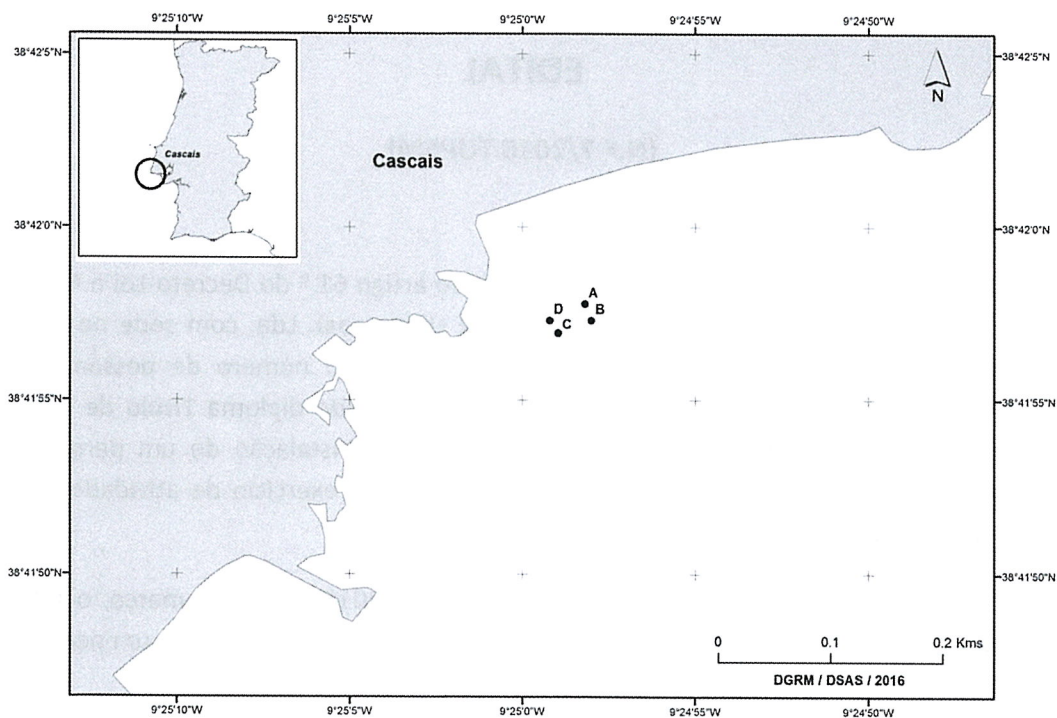 9°25'10"W 9°25'5"W 9°25'0"W 9°24'55"W 9°24'50"W
38°42'5"N 38°42'5"N
N
Cascais
Cascais
38°42'0"N 38°42'0"N
A
D B
C
38°41'55"N 38°41'55"N
38°41'50"N 38°41'50"N
0 0.1 0.2 Kms
DGRM / DSAS / 2016
9°25'10"W 9°25'5"W 9°25'0"W 9°24'55"W 9°24'50"W